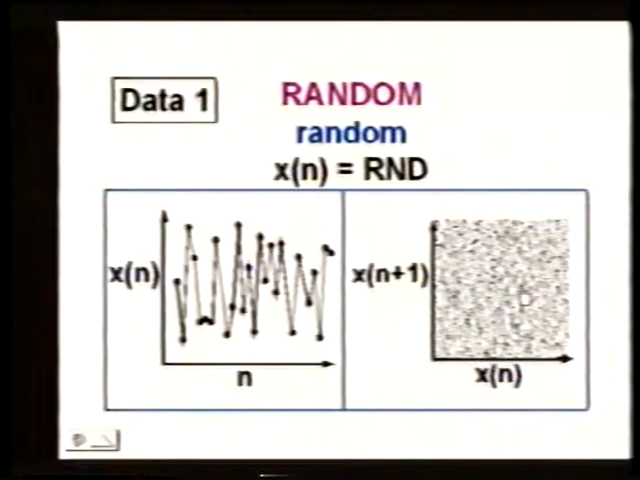 Data 1
RANDOM
random
x(n) = RND
x(n)
n
x(n+1)
x(n)